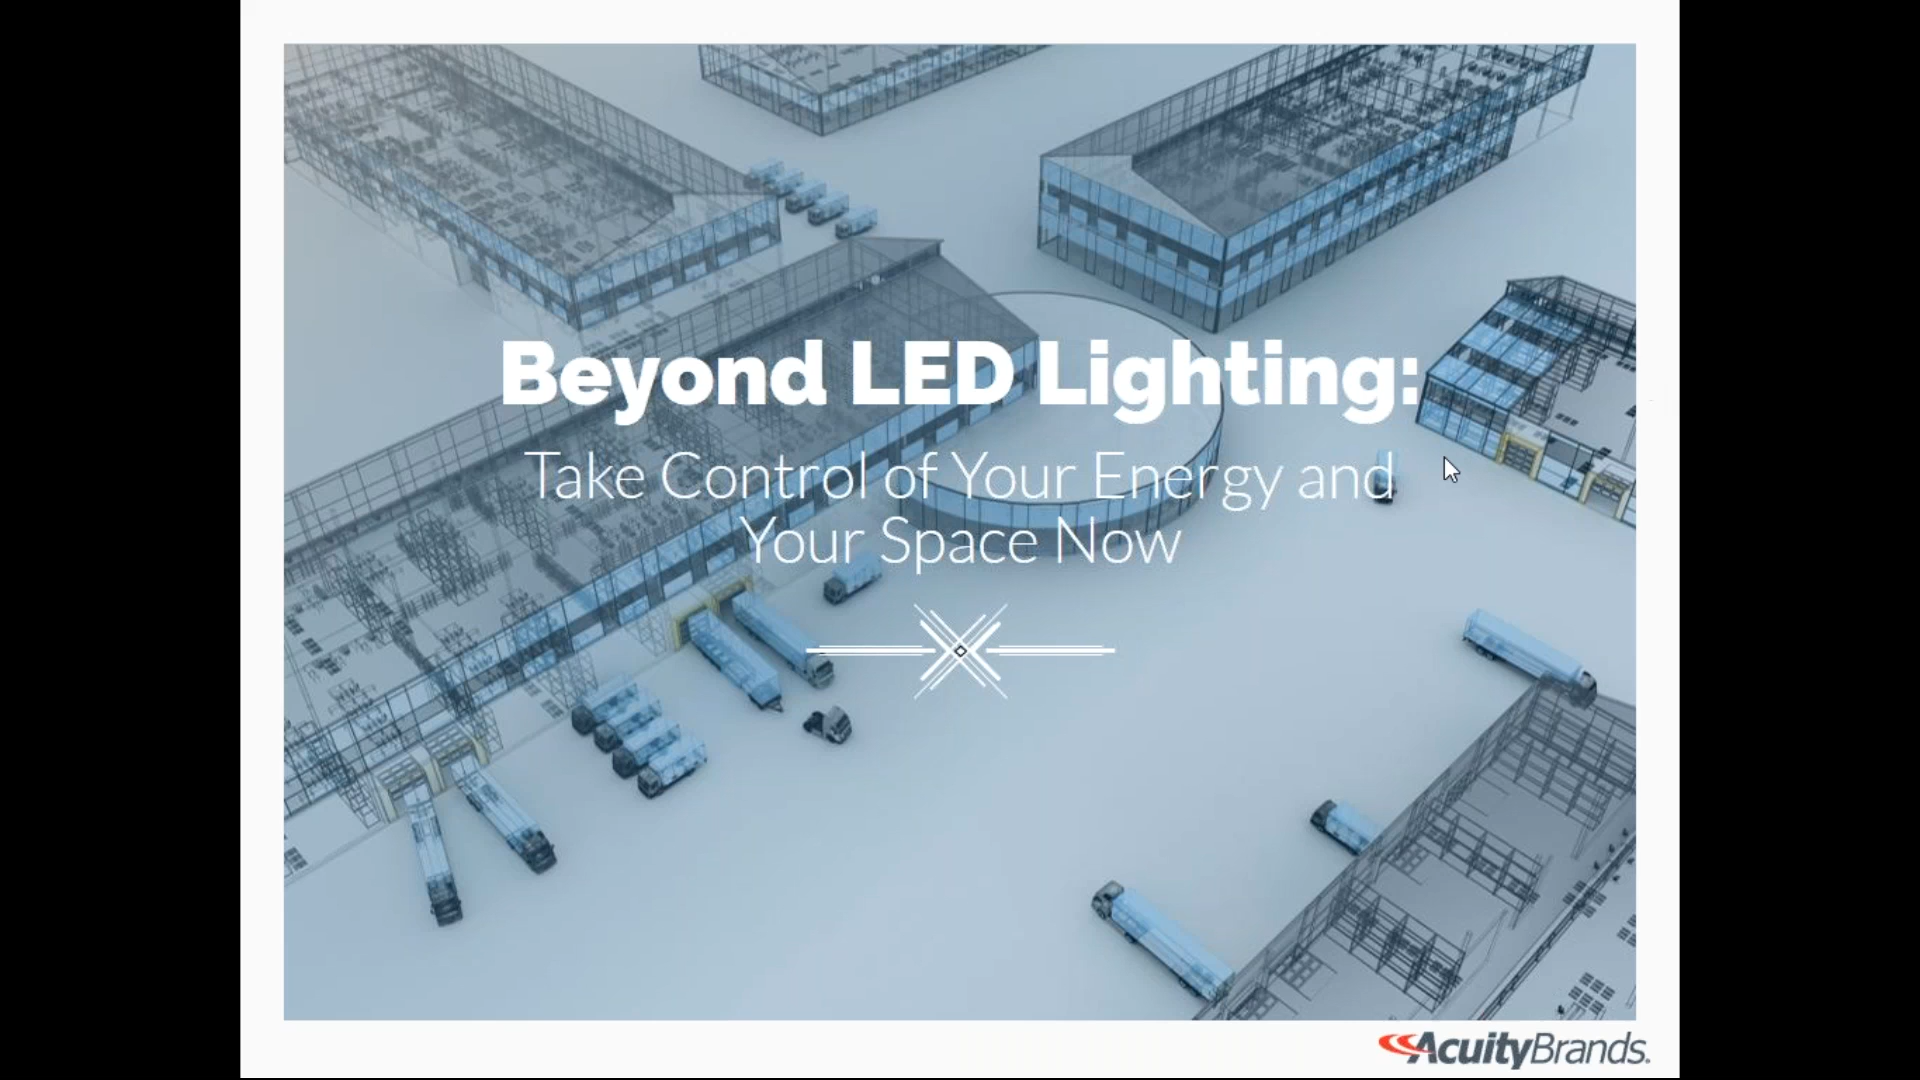 Beyond LED Lighting:
Take Control of Your Energy and
Your Space Now
AcuityBrands.